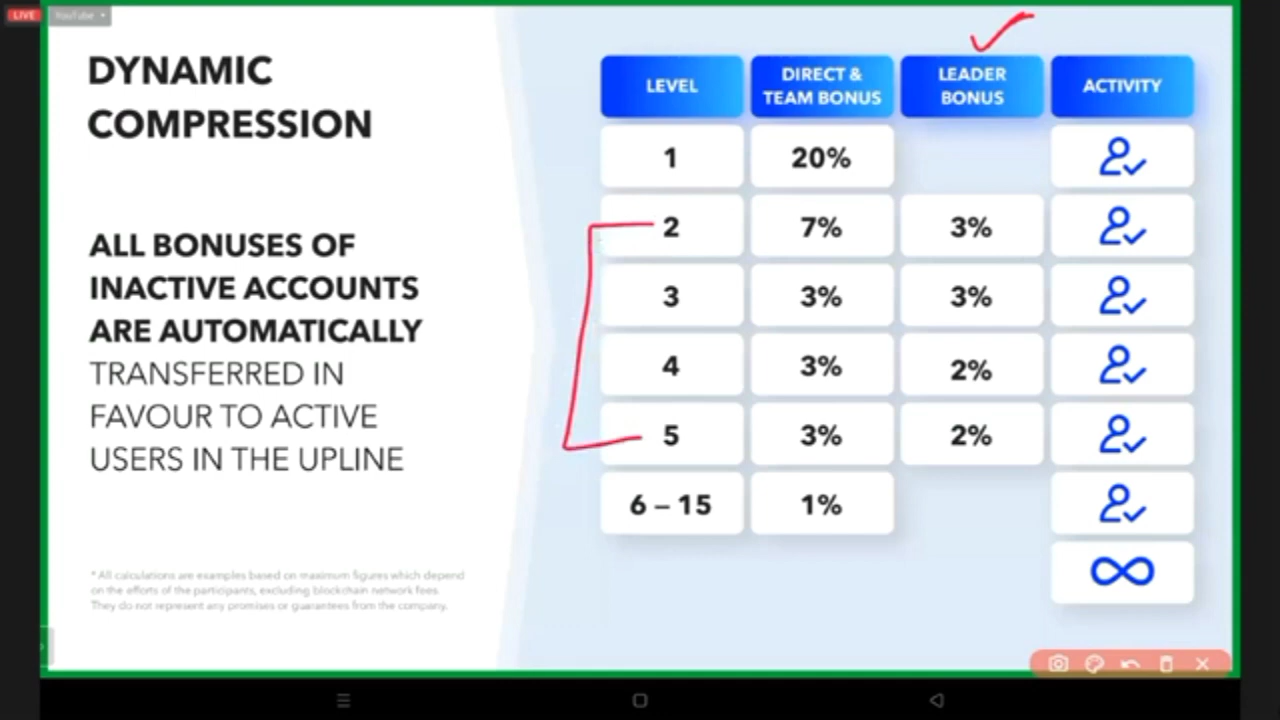 LIVE
YouTube
DYNAMIC
COMPRESSION
ALL BONUSES OF
INACTIVE ACCOUNTS
ARE AUTOMATICALLY
TRANSFERRED IN
FAVOUR TO ACTIVE
USERS IN THE UPLINE
* All calculations are examples based on maximum figures which depend
on the efforts of the participants, excluding blockchain network fees.
They do not represent any promises or guarantees from the company.
LEVEL DIRECT & TEAM BONUS LEADER BONUS ACTIVITY
1 20%
2 7% 3%
3 3% 3%
4 3% 2%
5 3% 2%
6 – 15 1%